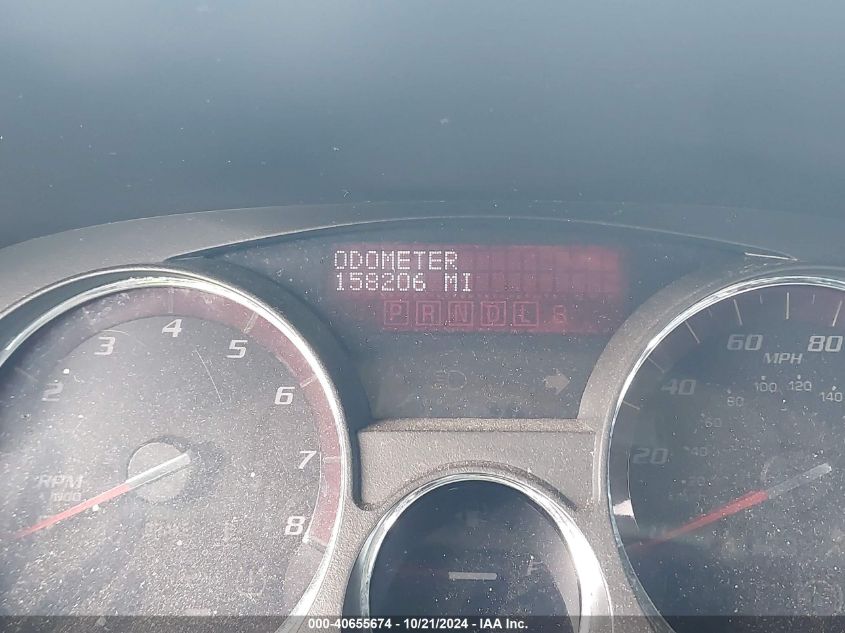 ODOMETER
158206 MI
P R N D L
2 3 4 5 6 7 8
RPM
20 40 60 80
MPH
80 100 120 140
F
000-40655674 - 10/21/2024 - IAA Inc.